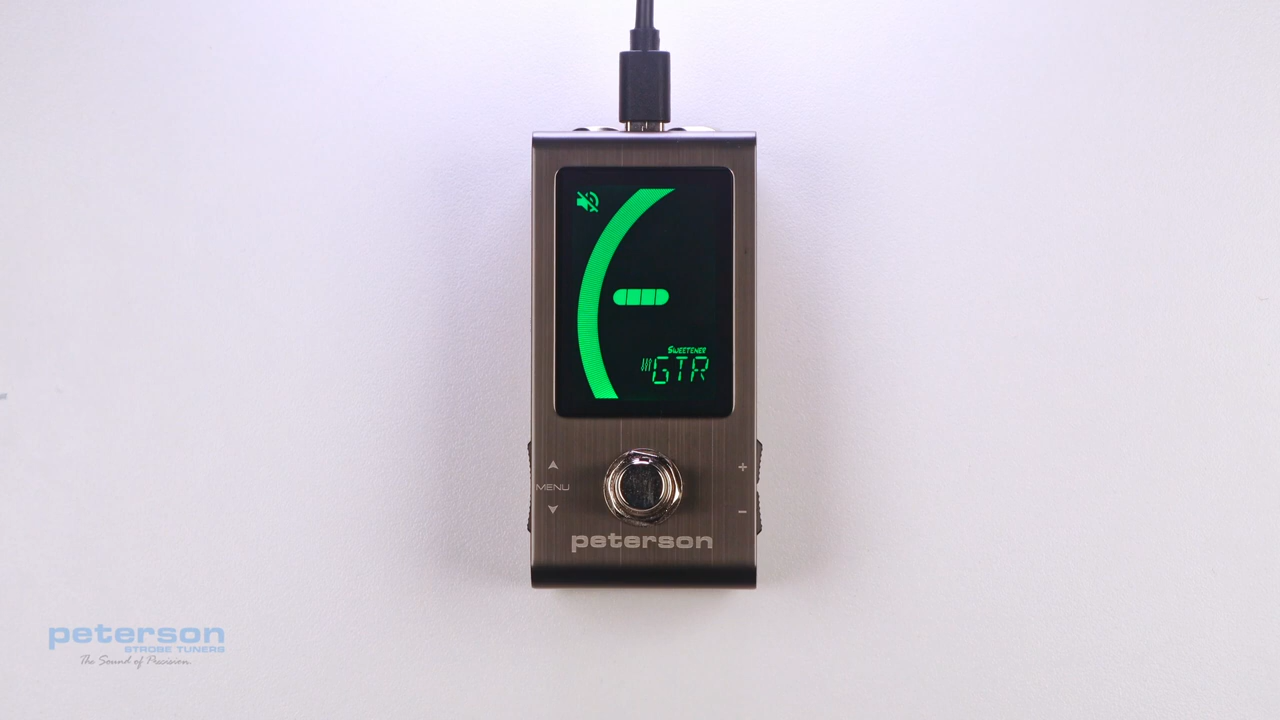 SWEETENER
GTR
MENU
+
-
peterson
peterson
STROBE TUNERS
The Sound of Precision.